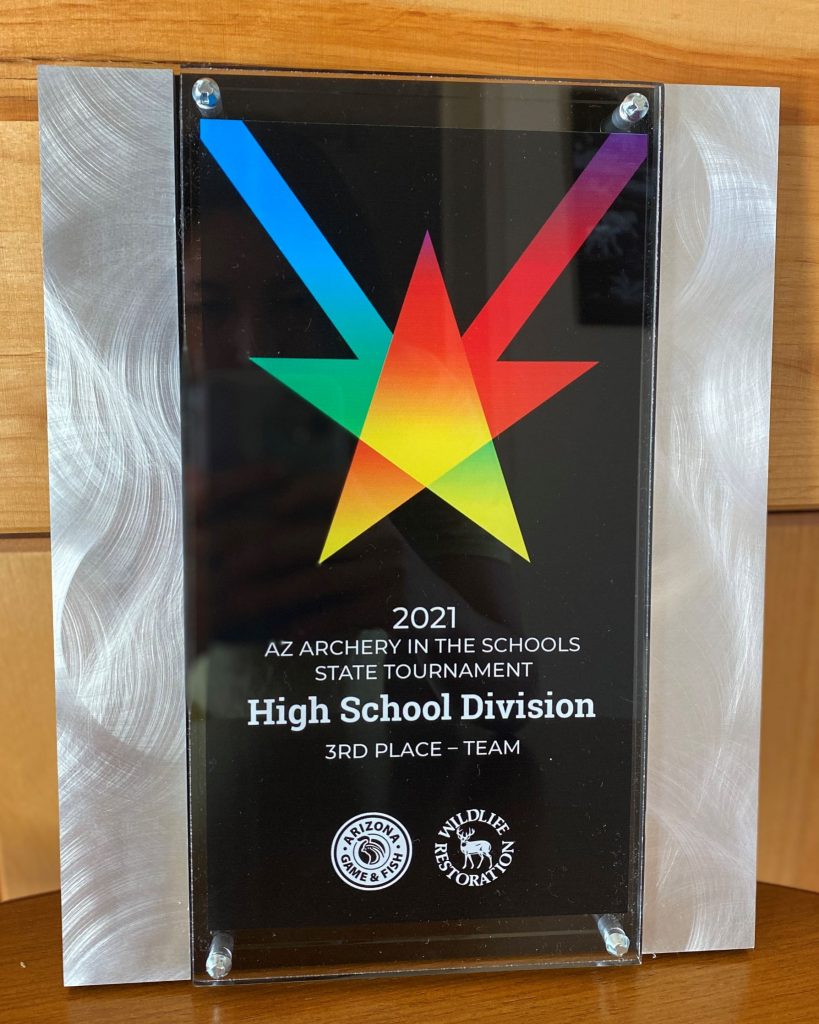 2021
AZ ARCHERY IN THE SCHOOLS
STATE TOURNAMENT
High School Division
3RD PLACE – TEAM
ARIZONA
GAME & FISH
WILDLIFE
RESTORATION